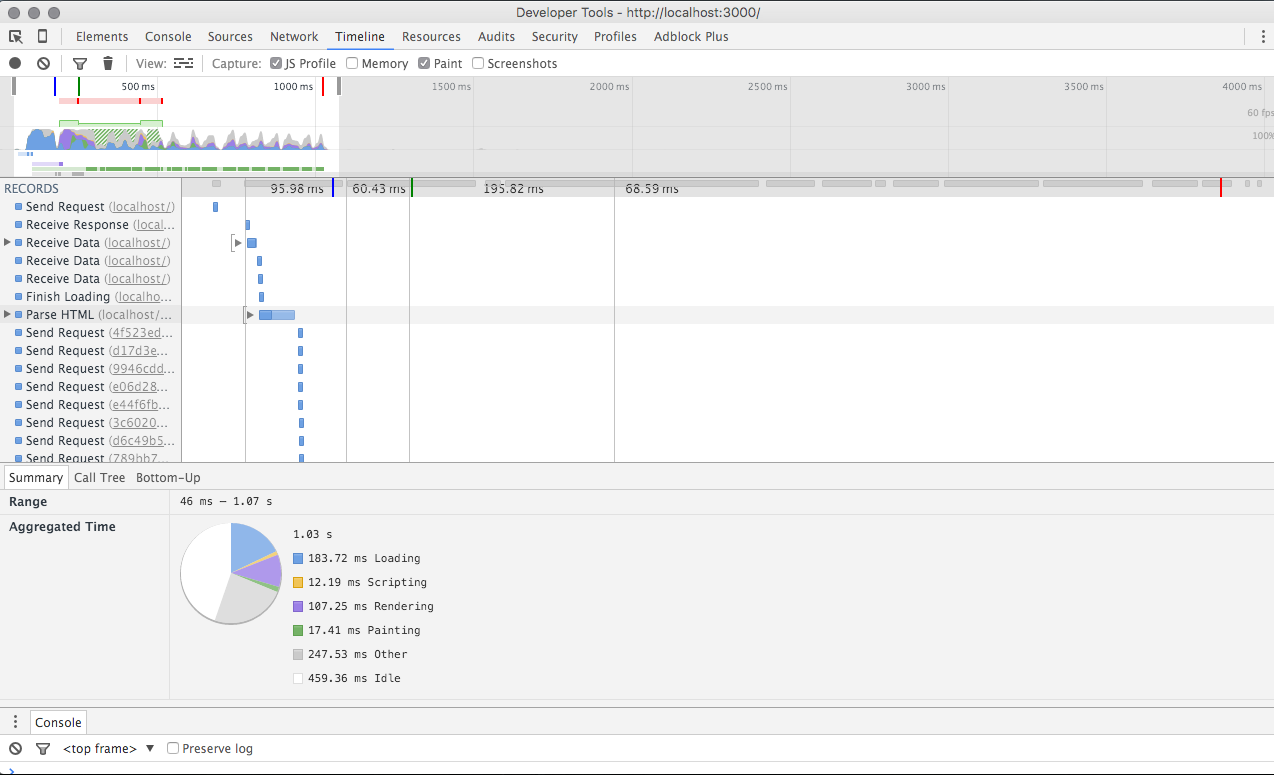 Developer Tools - http://localhost:3000/
Elements Console Sources Network Timeline Resources Audits Security Profiles Adblock Plus
View: Capture: JS Profile Memory Paint Screenshots
500 ms 1000 ms 1500 ms 2000 ms 2500 ms 3000 ms 3500 ms 4000 ms
60 fps
100%
RECORDS 95.98 ms 60.43 ms 195.82 ms 68.59 ms
Send Request (localhost/)
Receive Response (local...
Receive Data (localhost/)
Receive Data (localhost/)
Receive Data (localhost/)
Finish Loading (localho...
Parse HTML (localhost/...
Send Request (4f523ed...
Send Request (d17d3e...
Send Request (9946cdd...
Send Request (e06d28...
Send Request (e44f6fb...
Send Request (3c6020...
Send Request (d6c49b5...
Send Request (789bb7...
Summary Call Tree Bottom-Up
Range 46 ms – 1.07 s
Aggregated Time
1.03 s
183.72 ms Loading
12.19 ms Scripting
107.25 ms Rendering
17.41 ms Painting
247.53 ms Other
459.36 ms Idle
Console
<top frame> ▼ Preserve log